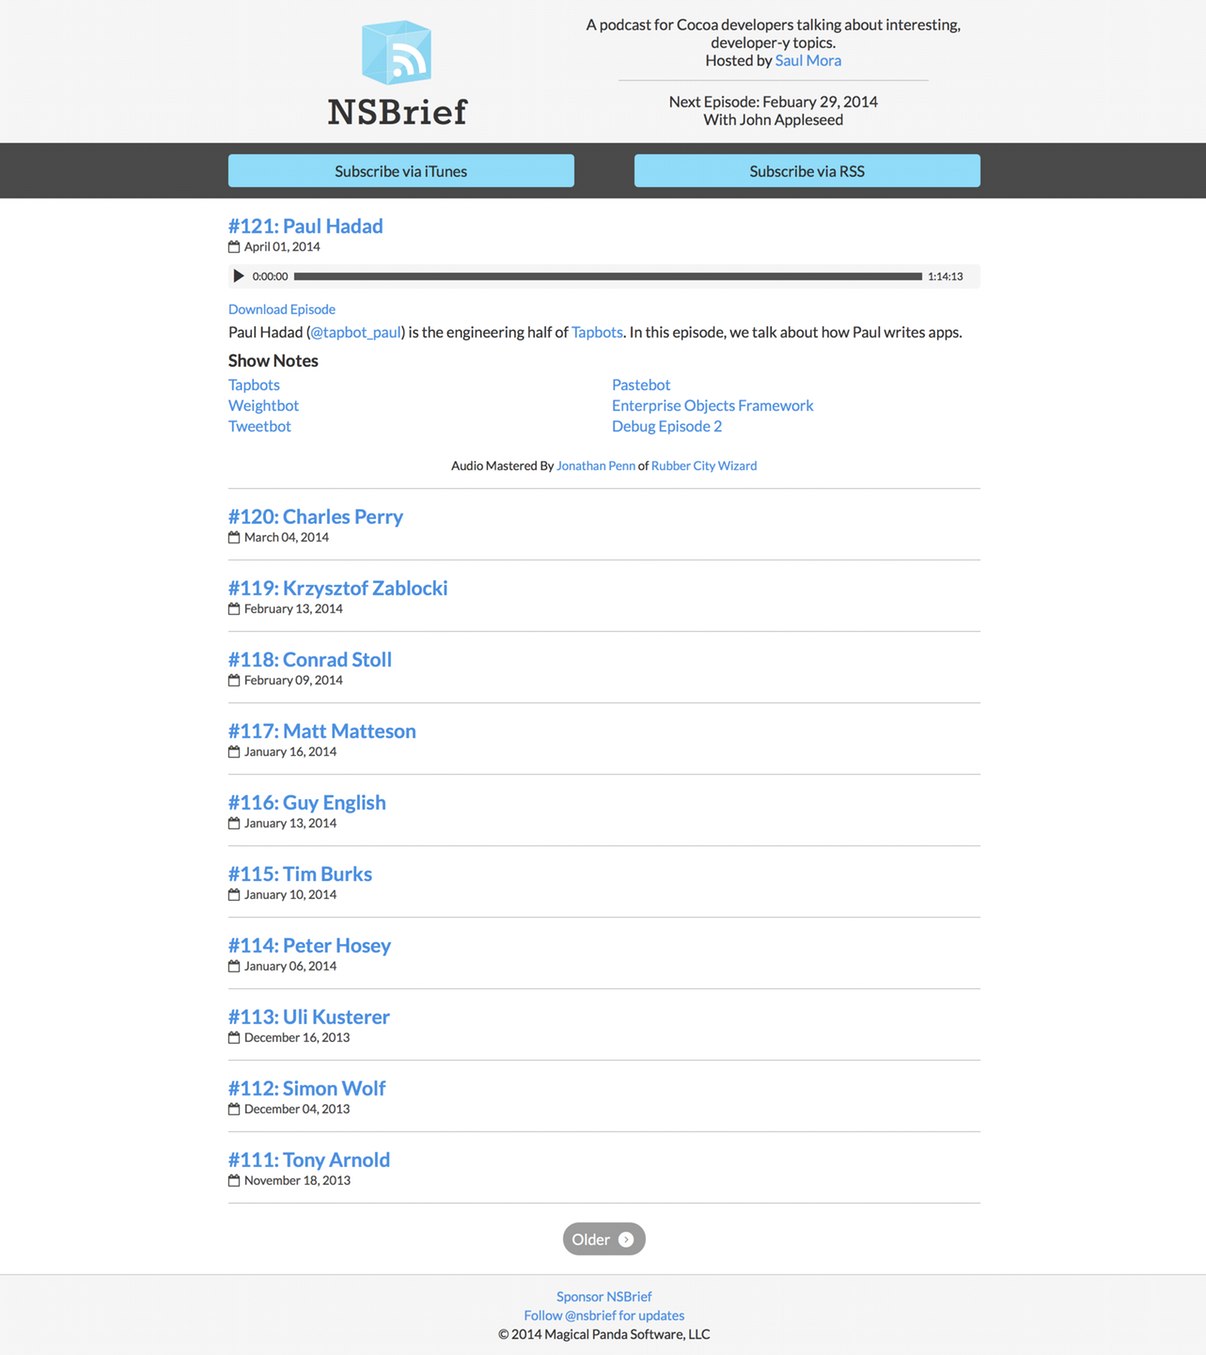 NSBrief
A podcast for Cocoa developers talking about interesting,
developer-y topics.
Hosted by Saul Mora
Next Episode: Febuary 29, 2014
With John Appleseed
Subscribe via iTunes
Subscribe via RSS
#121: Paul Hadad
April 01, 2014
0:00:00 1:14:13
Download Episode
Paul Hadad (@tapbot_paul) is the engineering half of Tapbots. In this episode, we talk about how Paul writes apps.
Show Notes
Tapbots
Weightbot
Tweetbot
Pastebot
Enterprise Objects Framework
Debug Episode 2
Audio Mastered By Jonathan Penn of Rubber City Wizard
#120: Charles Perry
March 04, 2014
#119: Krzysztof Zablocki
February 13, 2014
#118: Conrad Stoll
February 09, 2014
#117: Matt Matteson
January 16, 2014
#116: Guy English
January 13, 2014
#115: Tim Burks
January 10, 2014
#114: Peter Hosey
January 06, 2014
#113: Uli Kusterer
December 16, 2013
#112: Simon Wolf
December 04, 2013
#111: Tony Arnold
November 18, 2013
Older
Sponsor NSBrief
Follow @nsbrief for updates
© 2014 Magical Panda Software, LLC